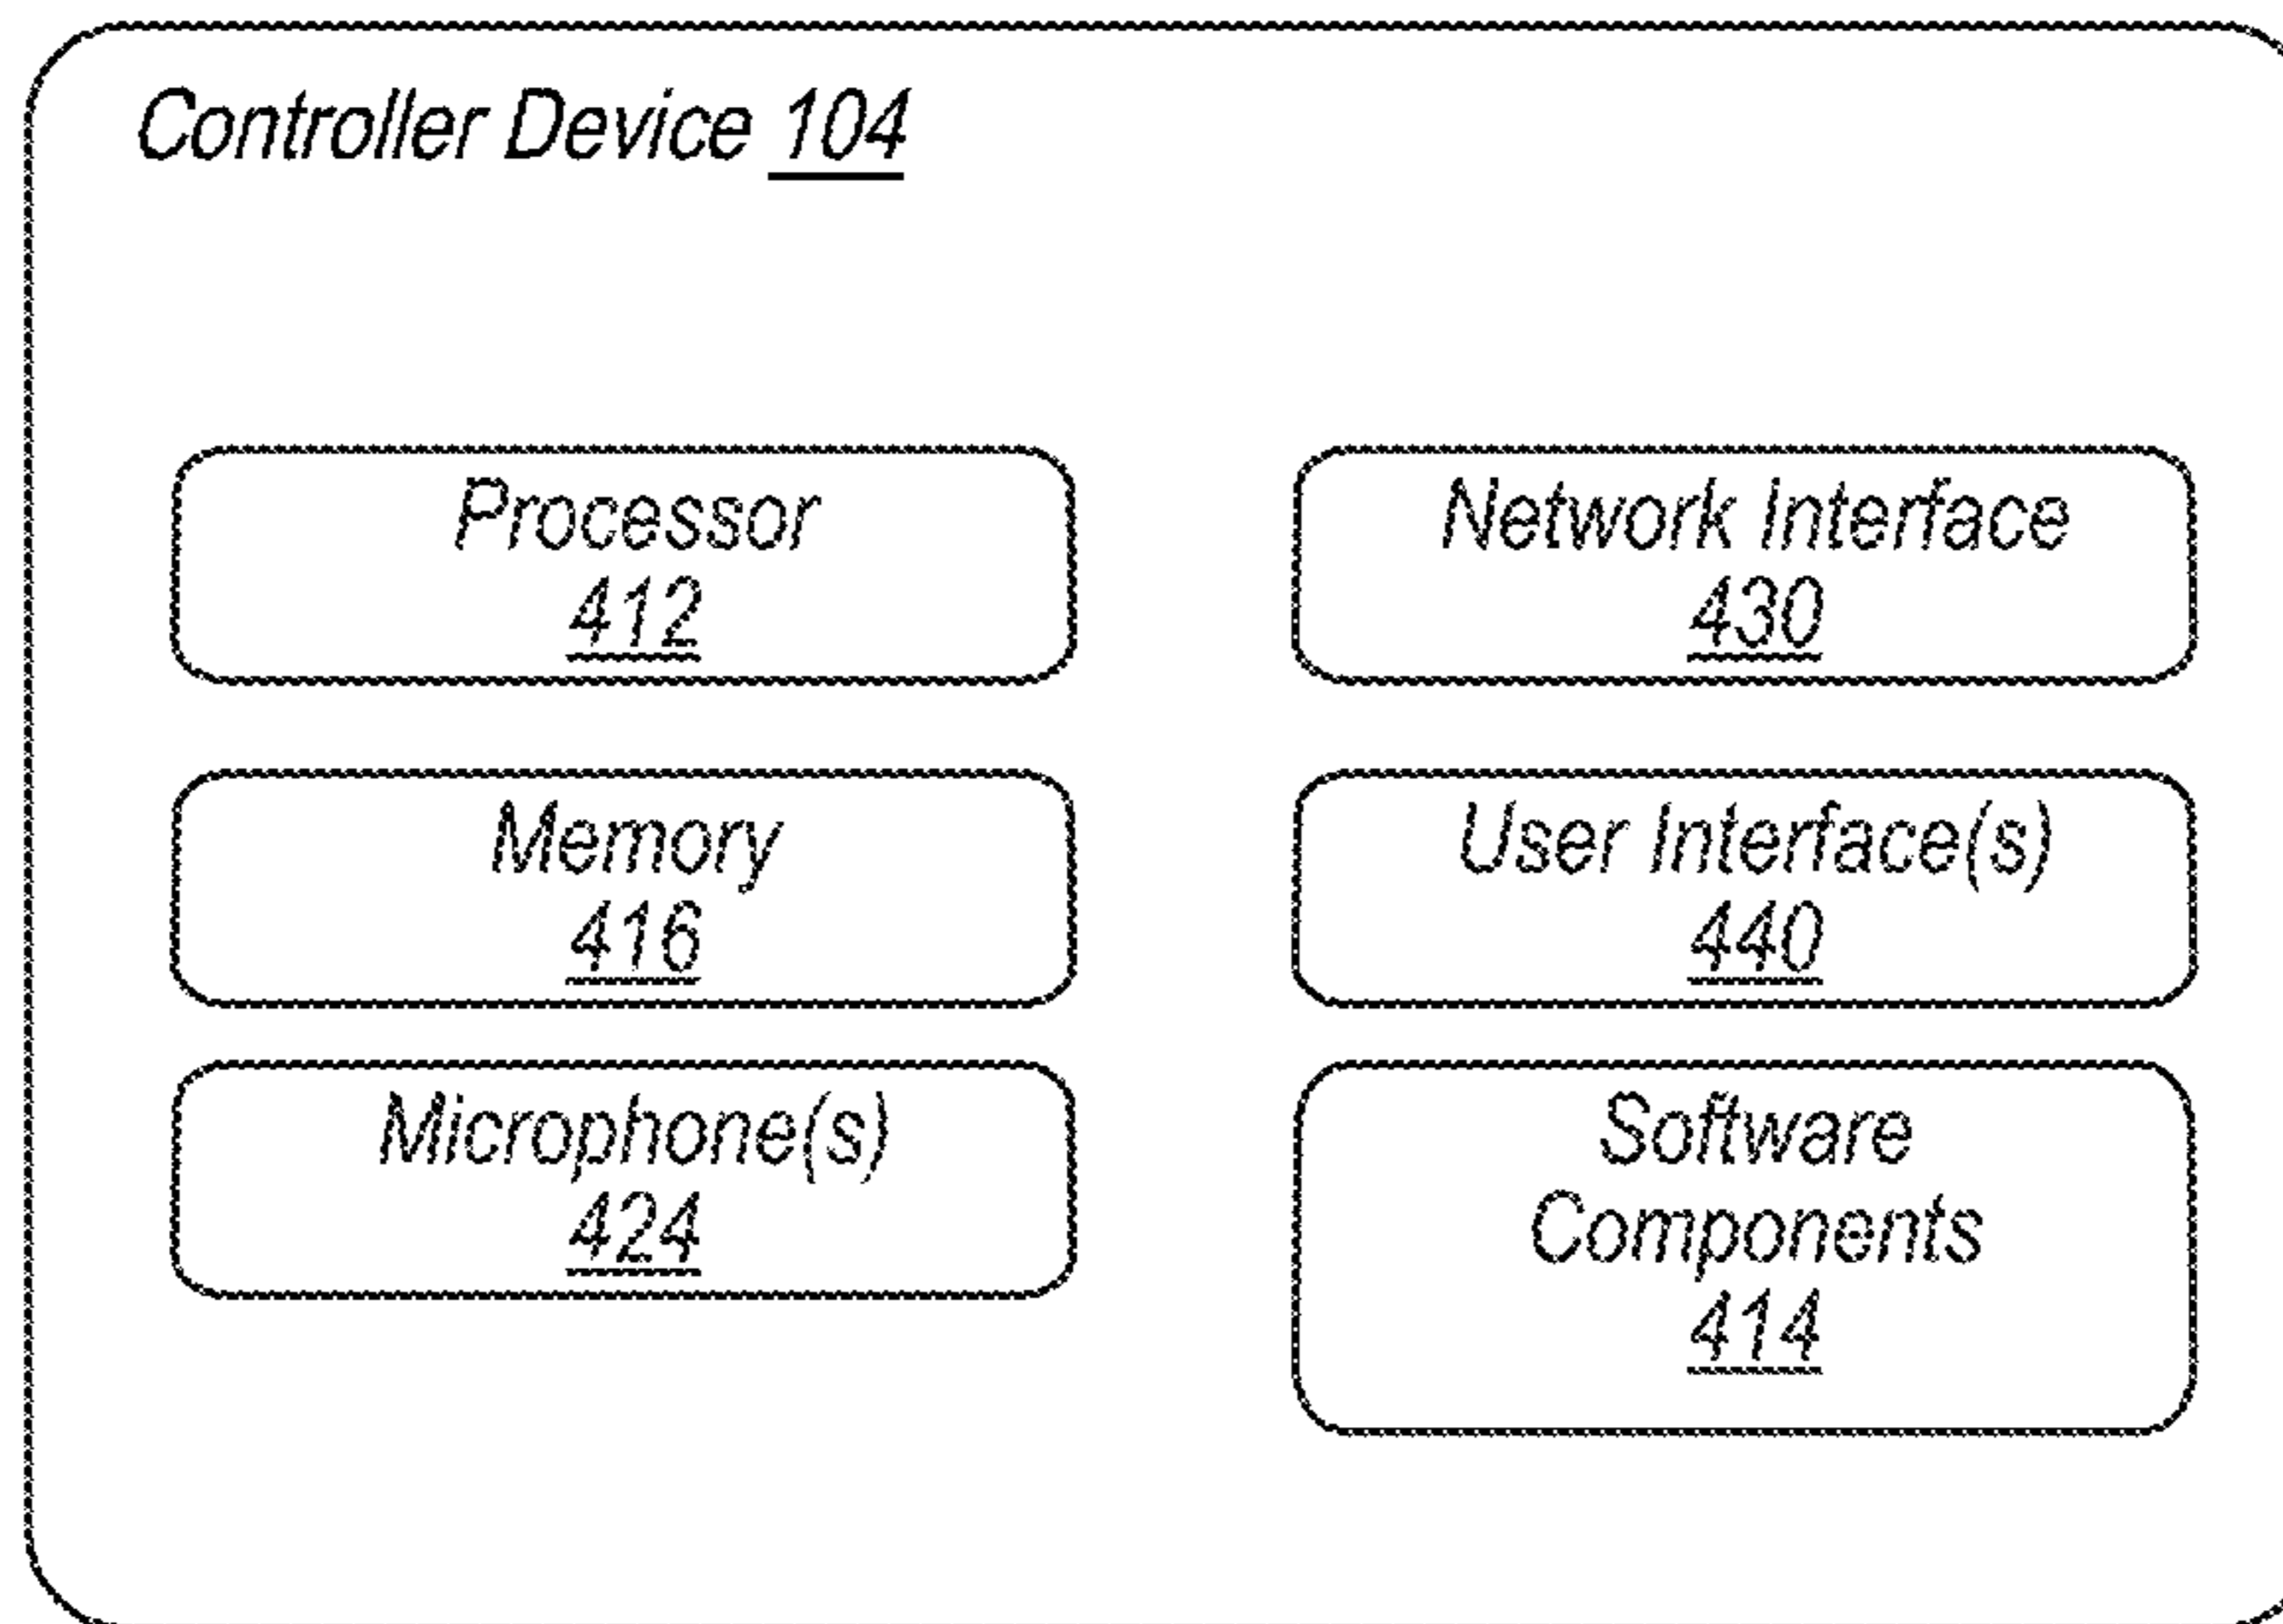 Controller Device 104
Processor
412
Network Interface
430
Memory
416
User Interface(s)
440
Microphone(s)
424
Software
Components
414